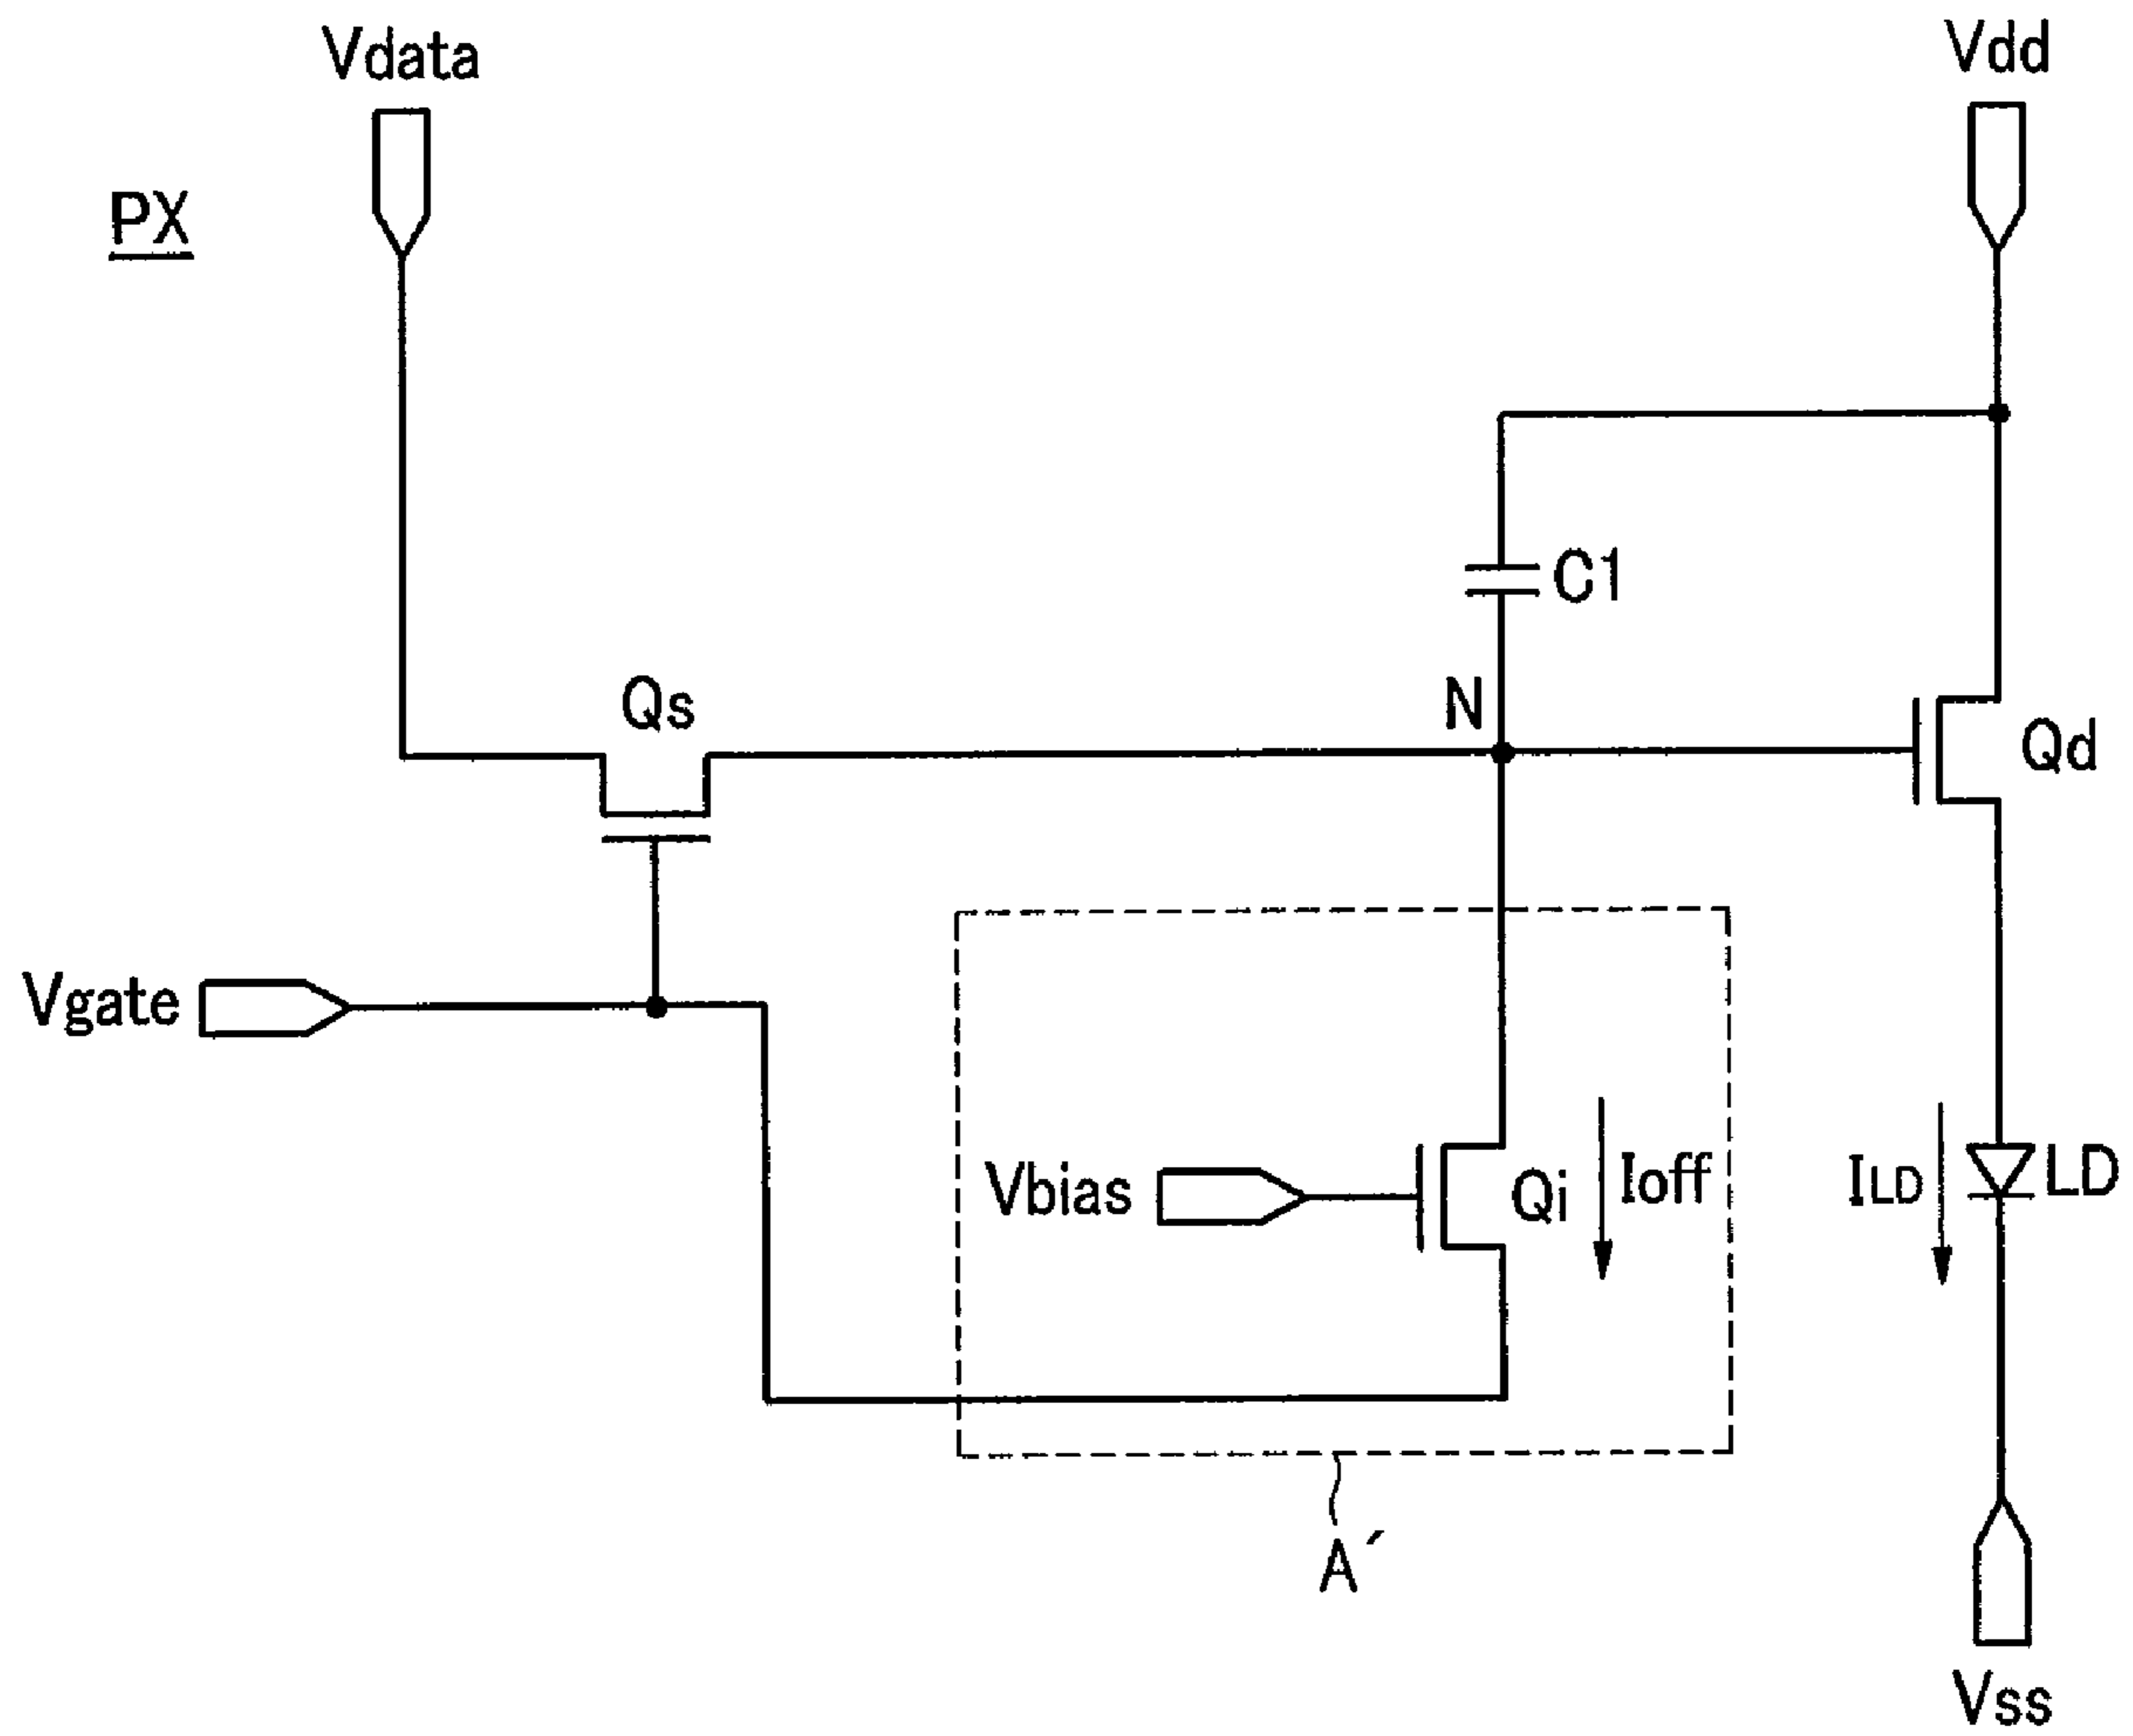 Vdata
Vdd
PX
C1
Qs
N
Qd
Vgate
Vbias
Qi
Ioff
ILD
LD
A´
Vss